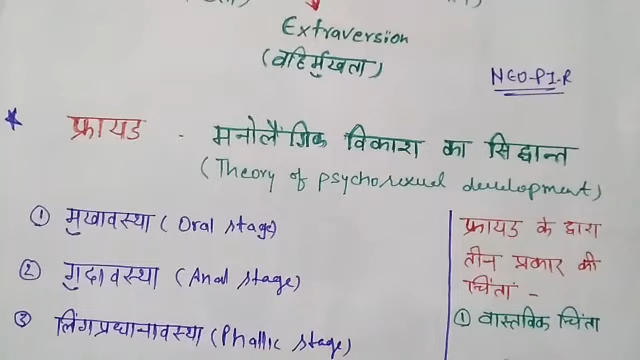 Extraversion
(वहिर्मुखता)
NEO-PI-R
* फ्रायड - मनोलैंगिक विकास का सिद्धान्त
(Theory of psychosexual development)
① मुखावस्था (Oral stage)
② गुदावस्था (Anal stage)
③ लिंगप्रधानावस्था (Phallic stage)
फ्रायड के द्वारा
तीन प्रकार की
चिंता -
① वास्तविक चिंता